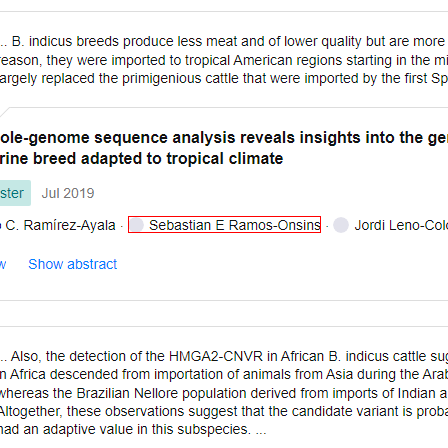 ... B. indicus breeds produce less meat and of lower quality but are more
reason, they were imported to tropical American regions starting in the mi
largely replaced the primigenious cattle that were imported by the first Sp
ole-genome sequence analysis reveals insights into the ge
rine breed adapted to tropical climate
ster Jul 2019
C. Ramírez-Ayala · Sebastian E Ramos-Onsins · Jordi Leno-Col
w Show abstract
... Also, the detection of the HMGA2-CNVR in African B. indicus cattle su
n Africa descended from importation of animals from Asia during the Ara
whereas the Brazilian Nellore population derived from imports of Indian a
Altogether, these observations suggest that the candidate variant is proba
had an adaptive value in this subspecies. ...